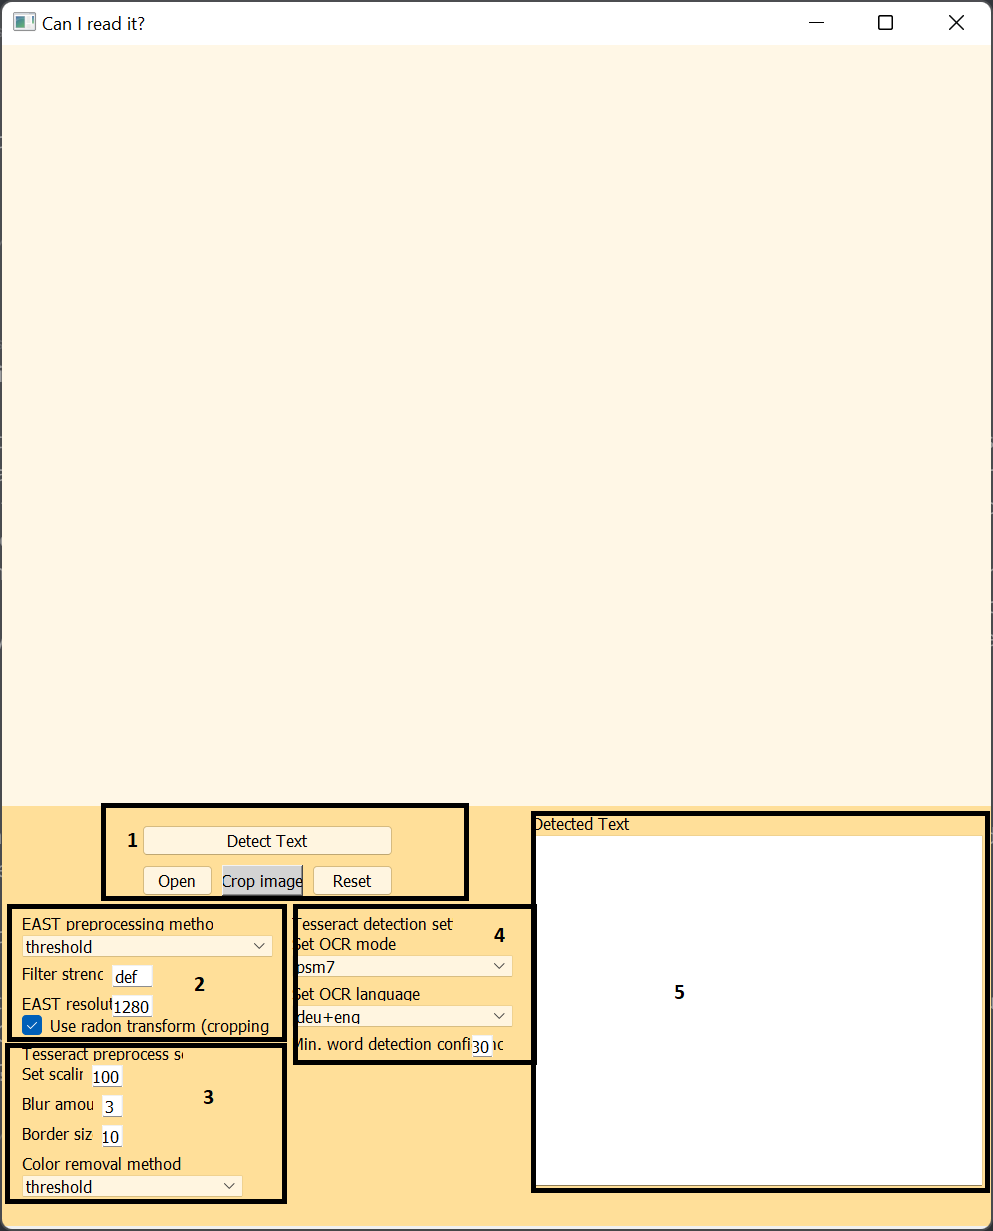 Can I read it?
1
Detect Text
Open Crop image Reset
EAST preprocessing metho
threshold
Filter streng
def
2
EAST resolut
1280
Use radon transform (cropping
Tesseract preprocess s
Set scalin
100
3
Blur amou
3
Border siz
10
Color removal method
threshold
Tesseract detection set
4
Set OCR mode
psm7
Set OCR language
deu+eng
Min. word detection confi
30
Detected Text
5